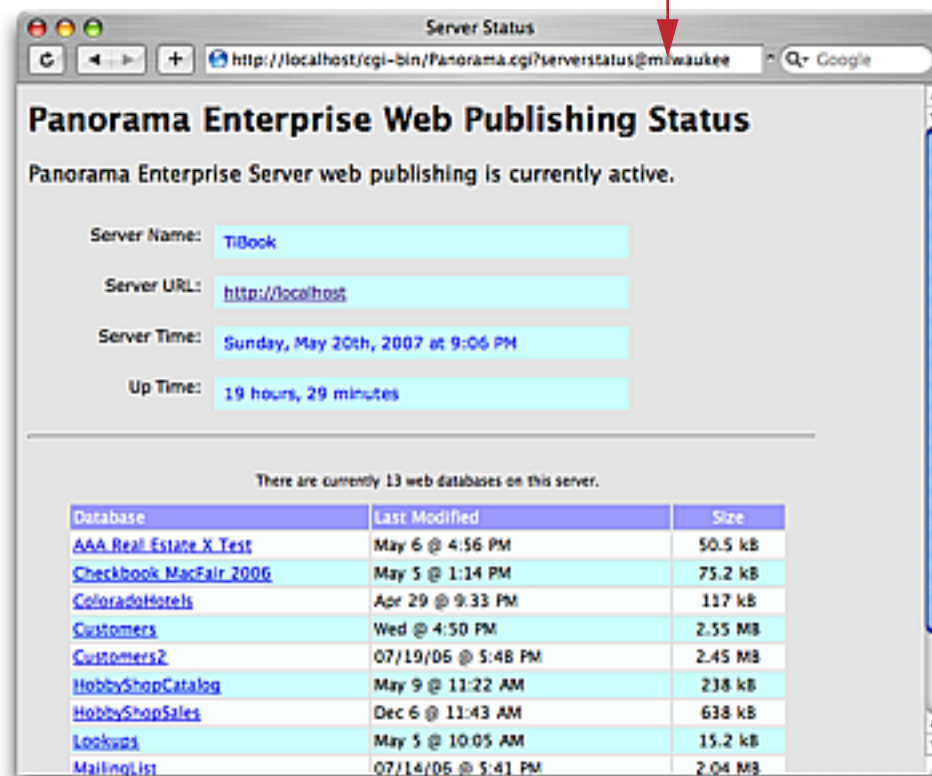 Server Status
http://localhost/cgi-bin/Panorama.cgi?serverstatus@milwaukee
Google
Panorama Enterprise Web Publishing Status
Panorama Enterprise Server web publishing is currently active.
Server Name: TiBook
Server URL: http://localhost
Server Time: Sunday, May 20th, 2007 at 9:06 PM
Up Time: 19 hours, 29 minutes
There are currently 13 web databases on this server.
Database Last Modified Size
AAA Real Estate X Test May 6 @ 4:56 PM 50.5 kB
Checkbook MacFair 2006 May 5 @ 1:14 PM 75.2 kB
ColoradoHotels Apr 29 @ 9:33 PM 117 kB
Customers Wed @ 4:50 PM 2.55 MB
Customers2 07/19/06 @ 5:48 PM 2.45 MB
HobbyShopCatalog May 9 @ 11:22 AM 238 kB
HobbyShopSales Dec 6 @ 11:43 AM 638 kB
Lookups May 5 @ 10:05 AM 15.2 kB
MailingList 07/14/06 @ 5:41 PM 2.04 MB